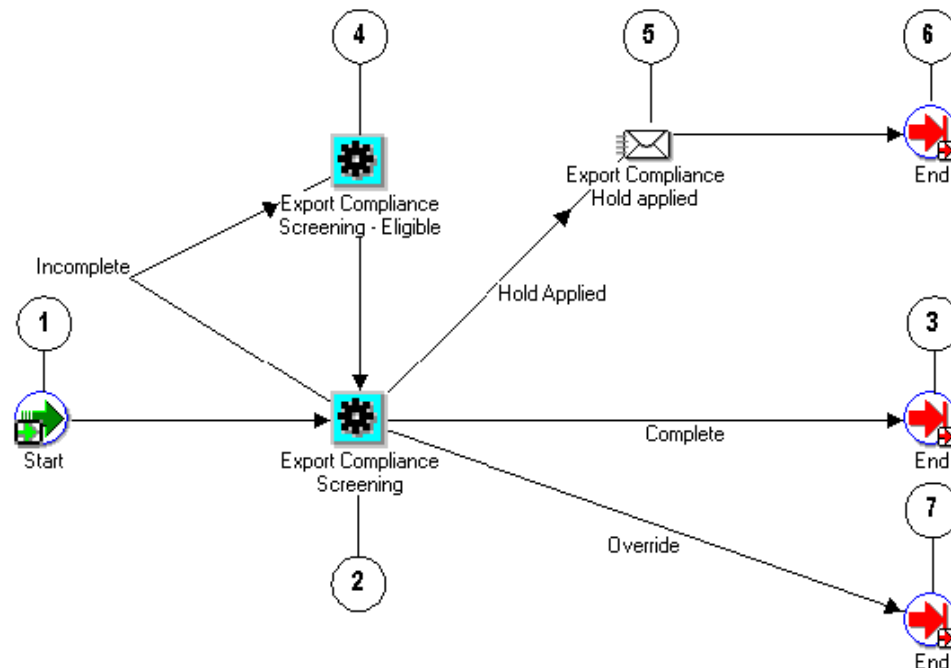 4
5
6
Export Compliance
Screening - Eligible
Export Compliance
Hold applied
End
Incomplete
Hold Applied
1
3
Start
Export Compliance
Screening
Complete
End
7
Override
2
End